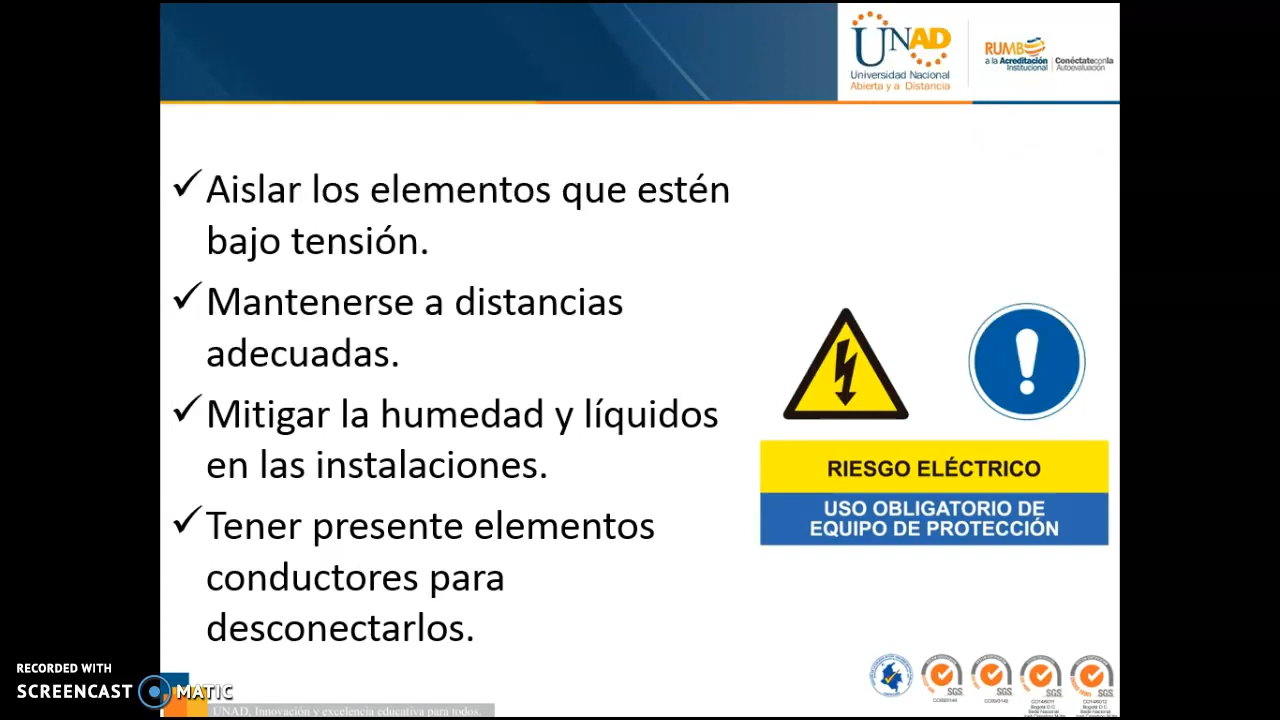 UNAD
Universidad Nacional
Abierta y a Distancia
RUMBO
a la Acreditación
Institucional
Conéctate con la
Autoevaluación
✓Aislar los elementos que estén
bajo tensión.
✓Mantenerse a distancias
adecuadas.
✓Mitigar la humedad y líquidos
en las instalaciones.
✓Tener presente elementos
conductores para
desconectarlos.
RIESGO ELÉCTRICO
USO OBLIGATORIO DE
EQUIPO DE PROTECCIÓN
RECORDED WITH
SCREENCAST MATIC
UNAD, Innovación y excelencia educativa para todos.
SGS
SGS
SGS
SGS